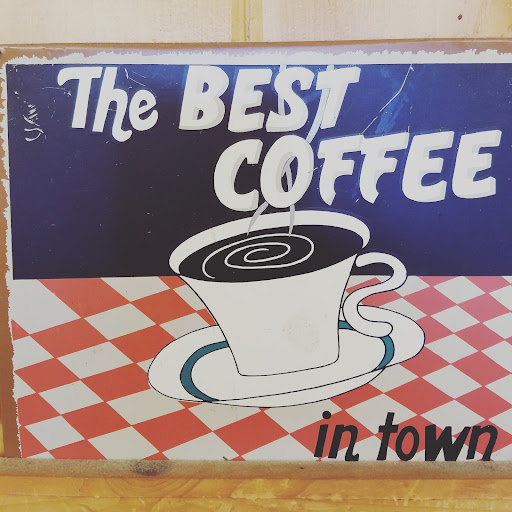 The BEST
COFFEE
in town